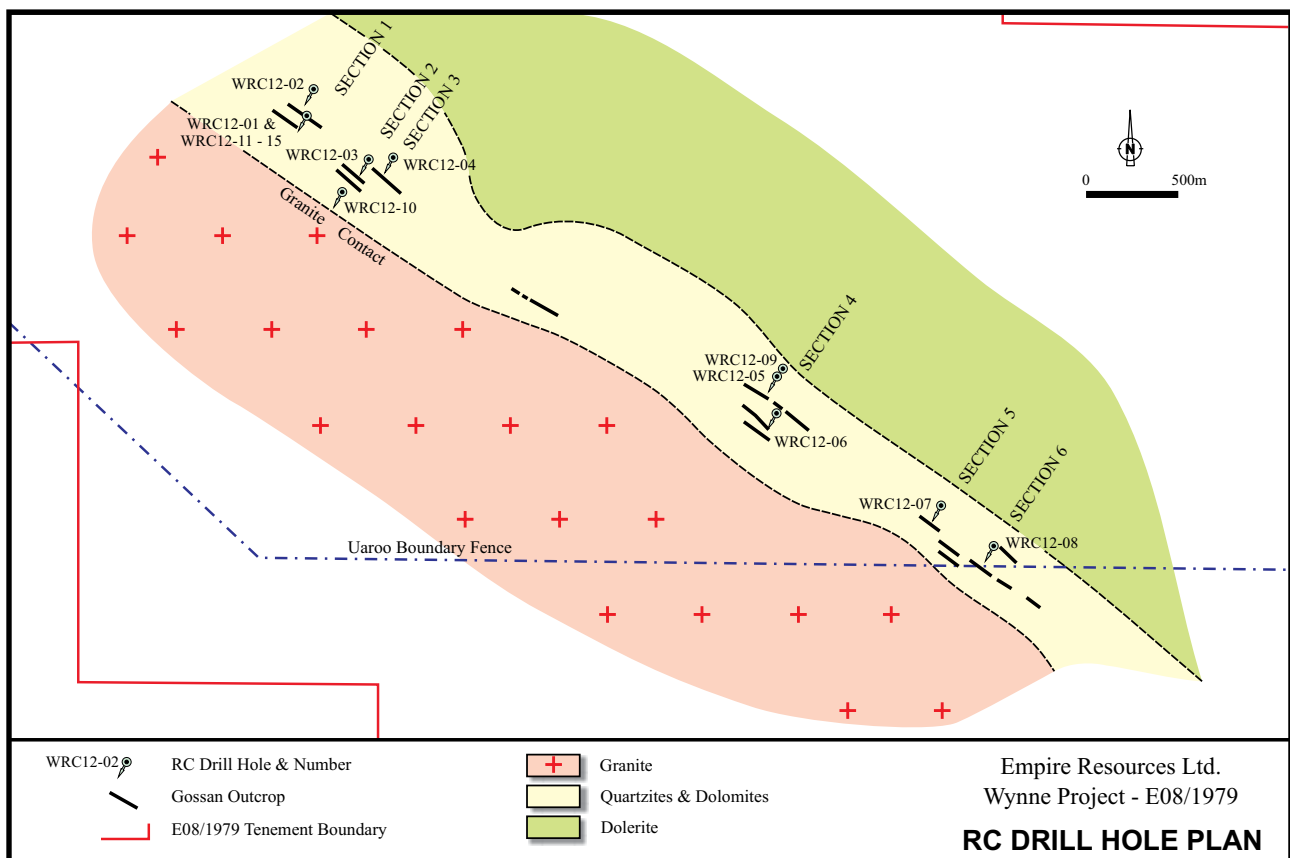 SECTION 1
SECTION 2
SECTION 3
WRC12-02
WRC12-01 &
WRC12-11 - 15
WRC12-03
WRC12-04
WRC12-10
Granite
Contact
N
0 500m
SECTION 4
WRC12-09
WRC12-05
WRC12-06
SECTION 5
SECTION 6
WRC12-07
WRC12-08
Uaroo Boundary Fence
WRC12-02 RC Drill Hole & Number
Gossan Outcrop
E08/1979 Tenement Boundary
Granite
Quartzites & Dolomites
Dolerite
Empire Resources Ltd.
Wynne Project - E08/1979
RC DRILL HOLE PLAN